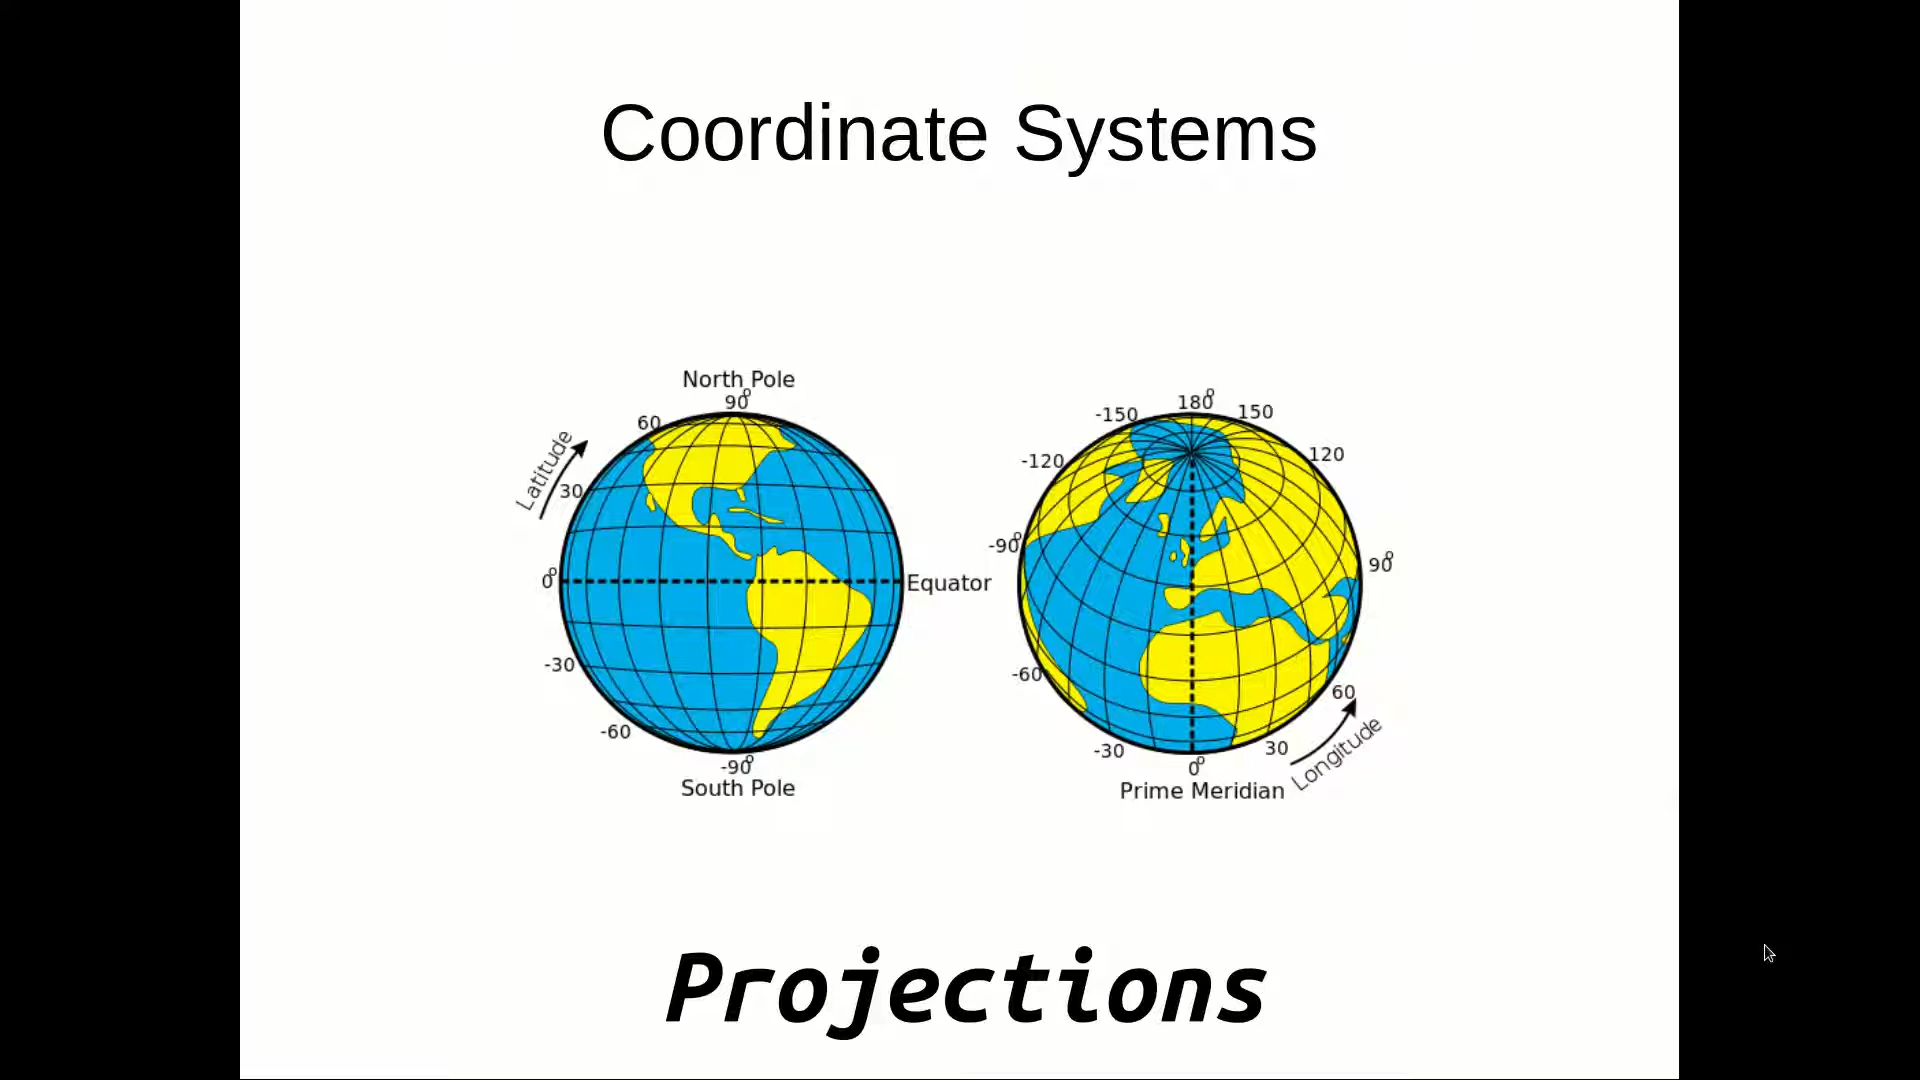 Coordinate Systems
North Pole
90°
60
30
Latitude
0°
Equator
-30
-60
-90°
South Pole
180°
-150
150
-120
120
-90°
90°
-60
60
-30
30
0°
Longitude
Prime Meridian
Projections